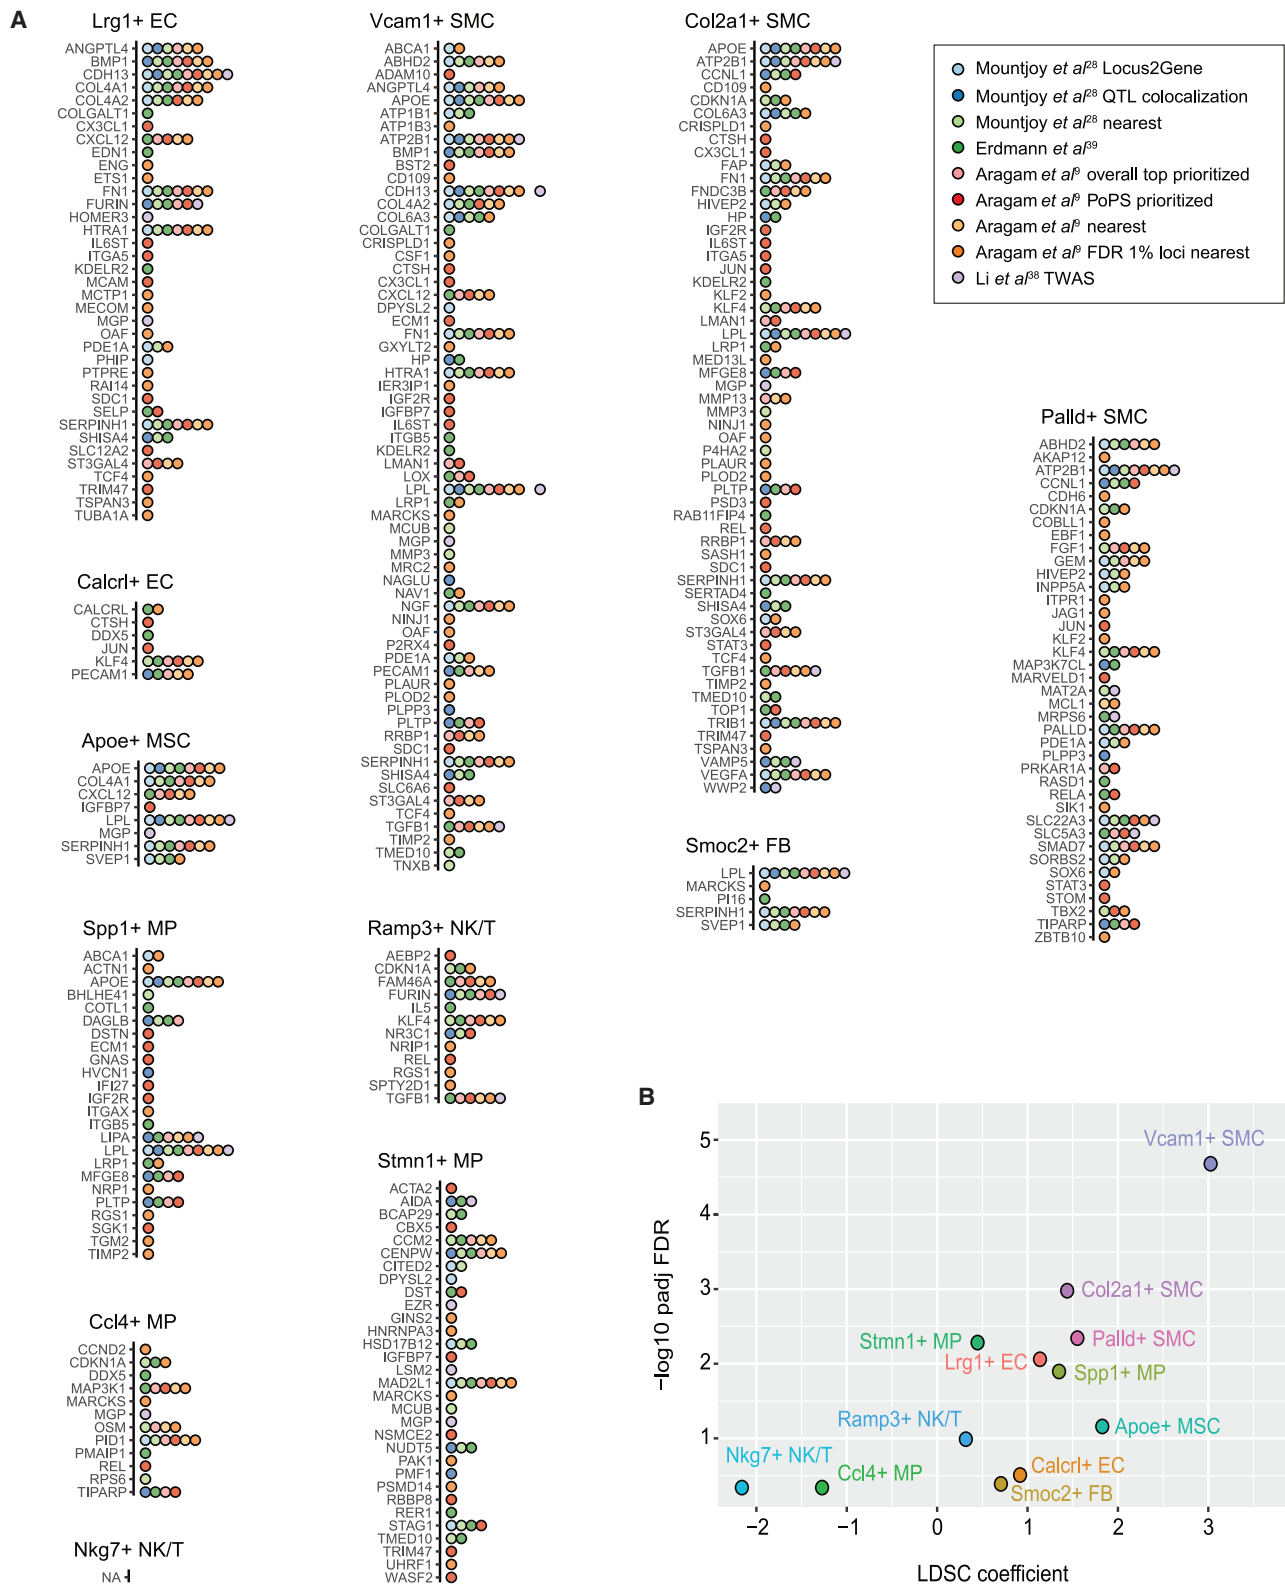 A
Lrg1+ EC
ANGPTL4
BMP1
CDH13
COL4A1
COL4A2
COLGALT1
CX3CL1
CXCL12
EDN1
ENG
ETS1
FN1
FURIN
HOMER3
HTRA1
IL6ST
ITGA5
KDELR2
MCAM
MCTP1
MECOM
MGP
OAF
PDE1A
PHIP
PTPRE
RAI14
SDC1
SELP
SERPINH1
SHISA4
SLC12A2
ST3GAL4
TCF4
TRIM47
TSPAN3
TUBA1A
Calcrl+ EC
CALCRL
CTSH
DDX5
JUN
KLF4
PECAM1
Apoe+ MSC
APOE
COL4A1
CXCL12
IGFBP7
LPL
MGP
SERPINH1
SVEP1
Spp1+ MP
ABCA1
ACTN1
APOE
BHLHE41
COTL1
DAGLB
DSTN
ECM1
GNAS
HVCN1
IFI27
IGF2R
ITGAX
ITGB5
LIPA
LPL
LRP1
MFGE8
NRP1
PLTP
RGS1
SGK1
TGM2
TIMP2
Ccl4+ MP
CCND2
CDKN1A
DDX5
MAP3K1
MARCKS
MGP
OSM
PID1
PMAIP1
REL
RPS6
TIPARP
Nkg7+ NK/T
NA
Vcam1+ SMC
ABCA1
ABHD2
ADAM10
ANGPTL4
APOE
ATP1B1
ATP1B3
ATP2B1
BMP1
BST2
CD109
CDH13
COL4A2
COL6A3
COLGALT1
CRISPLD1
CSF1
CTSH
CX3CL1
CXCL12
DPYSL2
ECM1
FN1
GXYLT2
HP
HTRA1
IER3IP1
IGF2R
IGFBP7
IL6ST
ITGB5
KDELR2
LMAN1
LOX
LPL
LRP1
MARCKS
MCUB
MGP
MMP3
MRC2
NAGLU
NAV1
NGF
NINJ1
OAF
P2RX4
PDE1A
PECAM1
PLAUR
PLOD2
PLPP3
PLTP
RRBP1
SDC1
SERPINH1
SHISA4
SLC6A6
ST3GAL4
TCF4
TGFB1
TIMP2
TMED10
TNXB
Ramp3+ NK/T
AEBP2
CDKN1A
FAM46A
FURIN
IL5
KLF4
NR3C1
NRIP1
REL
RGS1
SPTY2D1
TGFB1
Stmn1+ MP
ACTA2
AIDA
BCAP29
CBX5
CCM2
CENPW
CITED2
DPYSL2
DST
EZR
GINS2
HNRNPA3
HSD17B12
IGFBP7
LSM2
MAD2L1
MARCKS
MCUB
MGP
NSMCE2
NUDT5
PAK1
PMF1
PSMD14
RBBP8
RER1
STAG1
TMED10
TRIM47
UHRF1
WASF2
Col2a1+ SMC
APOE
ATP2B1
CCNL1
CD109
CDKN1A
COL6A3
CRISPLD1
CTSH
CX3CL1
FAP
FN1
FNDC3B
HIVEP2
HP
IGF2R
IL6ST
ITGA5
JUN
KDELR2
KLF2
KLF4
LMAN1
LPL
LRP1
MED13L
MFGE8
MGP
MMP13
MMP3
NINJ1
OAF
P4HA2
PLAUR
PLOD2
PLTP
PSD3
RAB11FIP4
REL
RRBP1
SASH1
SDC1
SERPINH1
SERTAD4
SHISA4
SOX6
ST3GAL4
STAT3
TCF4
TGFB1
TIMP2
TMED10
TOP1
TRIB1
TRIM47
TSPAN3
VAMP5
VEGFA
WWP2
Smoc2+ FB
LPL
MARCKS
PI16
SERPINH1
SVEP1
Mountjoy et al28 Locus2Gene
Mountjoy et al28 QTL colocalization
Mountjoy et al28 nearest
Erdmann et al39
Aragam et al9 overall top prioritized
Aragam et al9 PoPS prioritized
Aragam et al9 nearest
Aragam et al9 FDR 1% loci nearest
Li et al38 TWAS
Palld+ SMC
ABHD2
AKAP12
ATP2B1
CCNL1
CDH6
CDKN1A
COBLL1
EBF1
FGF1
GEM
HIVEP2
INPP5A
ITPR1
JAG1
JUN
KLF2
KLF4
MAP3K7CL
MARVELD1
MAT2A
MCL1
MRPS6
PALLD
PDE1A
PLPP3
PRKAR1A
RASD1
RELA
SIK1
SLC22A3
SLC5A3
SMAD7
SORBS2
SOX6
STAT3
STOM
TBX2
TIPARP
ZBTB10
B
−log10 padj FDR
5
4
3
2
1
Vcam1+ SMC
Col2a1+ SMC
Stmn1+ MP
Palld+ SMC
Lrg1+ EC
Spp1+ MP
Ramp3+ NK/T
Apoe+ MSC
Nkg7+ NK/T
Ccl4+ MP
Calcrl+ EC
Smoc2+ FB
−2
−1
0
1
2
3
LDSC coefficient